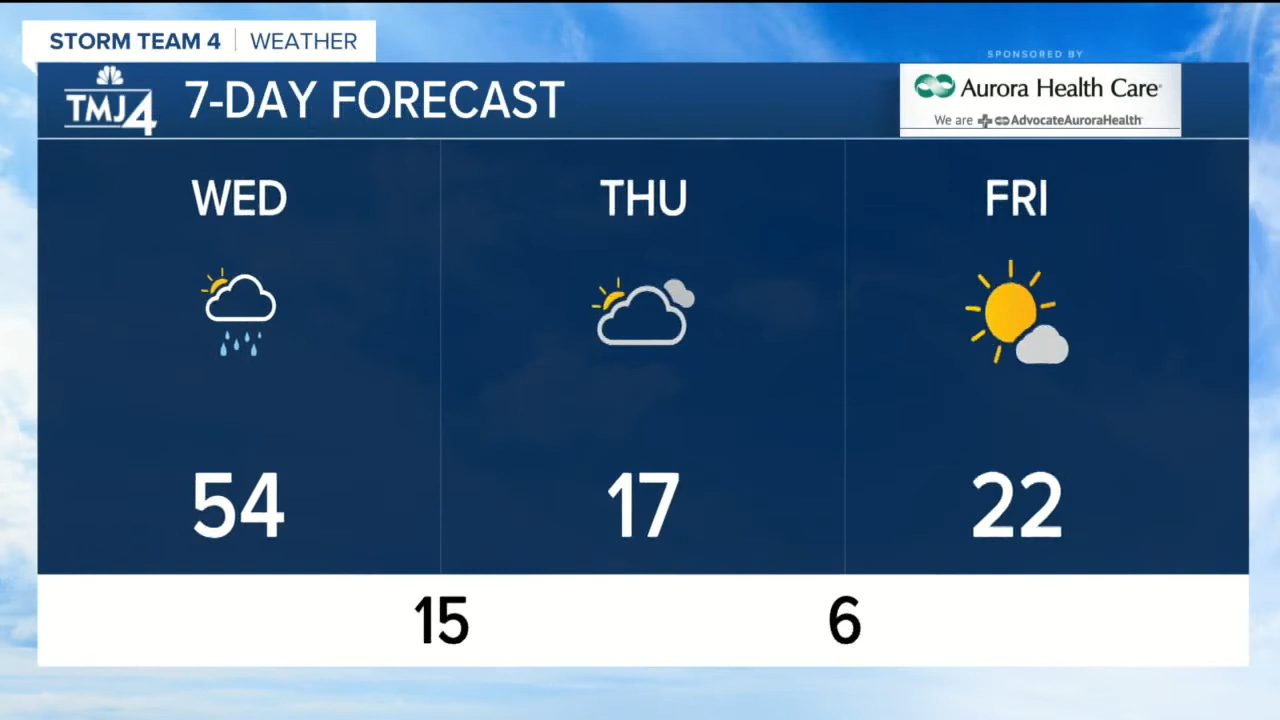 STORM TEAM 4 | WEATHER
SPONSORED BY
TMJ4 7-DAY FORECAST
Aurora Health Care®
We are AdvocateAuroraHealth™
WED THU FRI
54 17 22
15 6